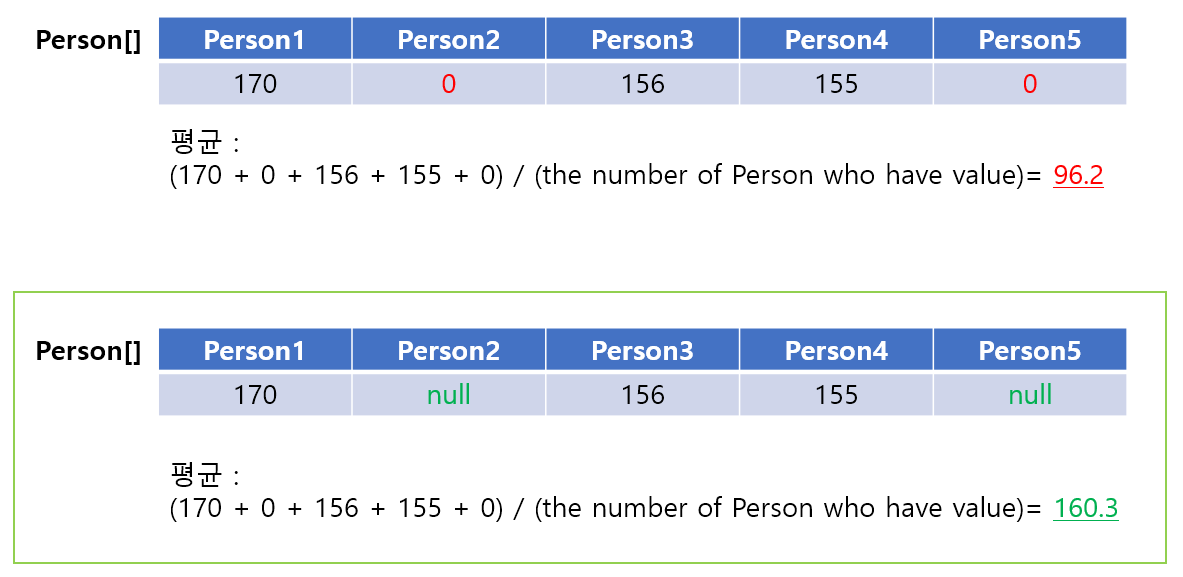 Person[] Person1 Person2 Person3 Person4 Person5
170 0 156 155 0
평균 :
(170 + 0 + 156 + 155 + 0) / (the number of Person who have value)= 96.2
Person[] Person1 Person2 Person3 Person4 Person5
170 null 156 155 null
평균 :
(170 + 0 + 156 + 155 + 0) / (the number of Person who have value)= 160.3